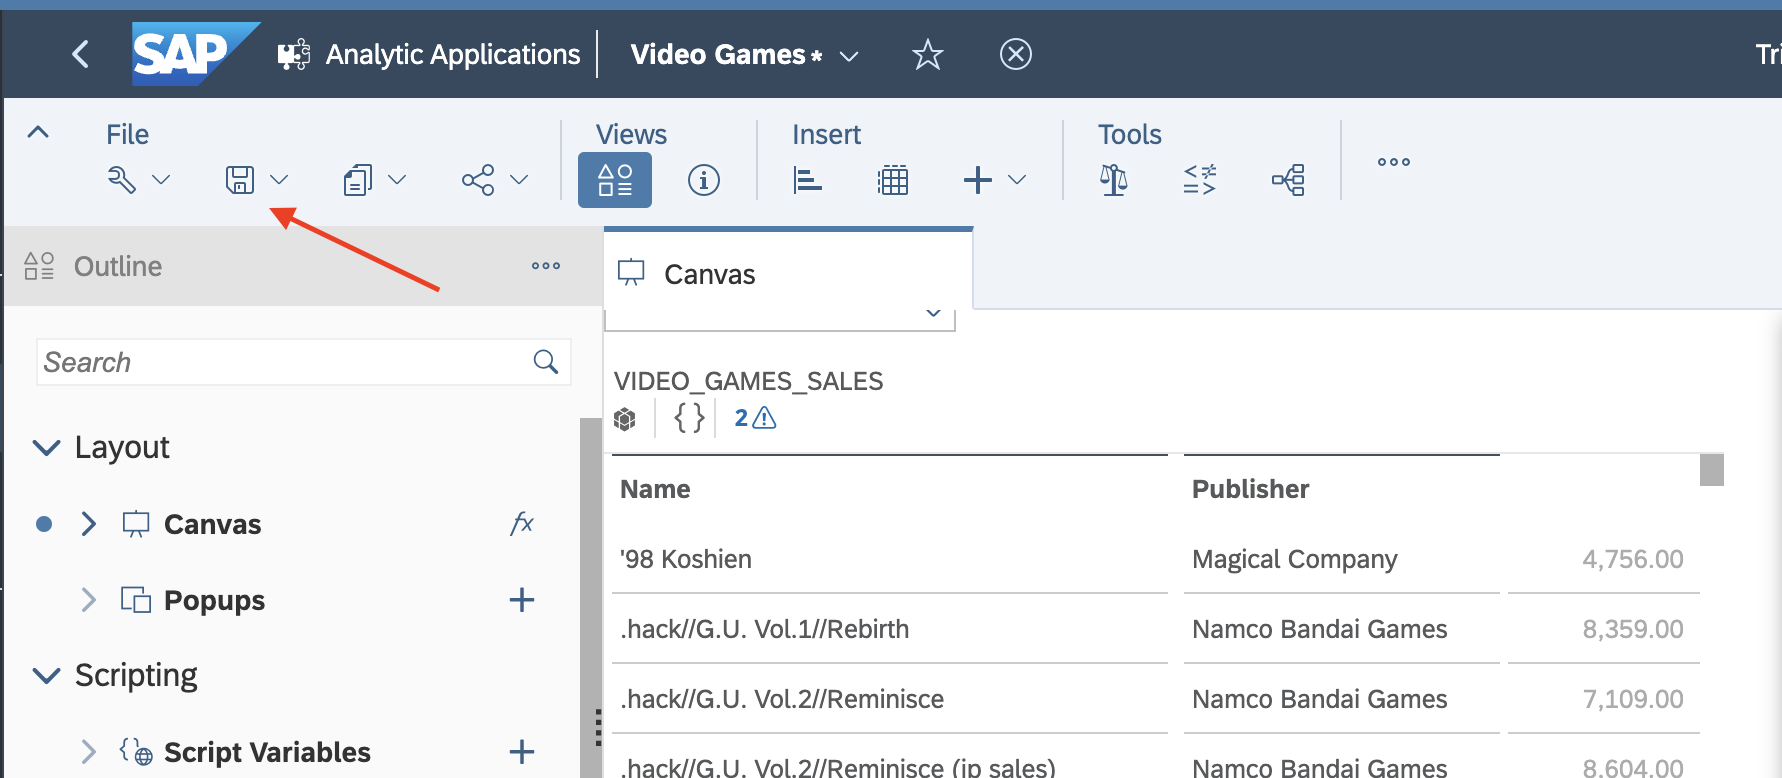 SAP Analytic Applications Video Games * Tri
File Views Insert Tools
Outline
Canvas
Search
VIDEO_GAMES_SALES
{} 2
Layout
Name Publisher
Canvas fx
'98 Koshien Magical Company 4,756.00
Popups
.hack//G.U. Vol.1//Rebirth Namco Bandai Games 8,359.00
Scripting
.hack//G.U. Vol.2//Reminisce Namco Bandai Games 7,109.00
Script Variables
.hack//G.U. Vol.2//Reminisce (jp sales) Namco Bandai Games 8,604.00